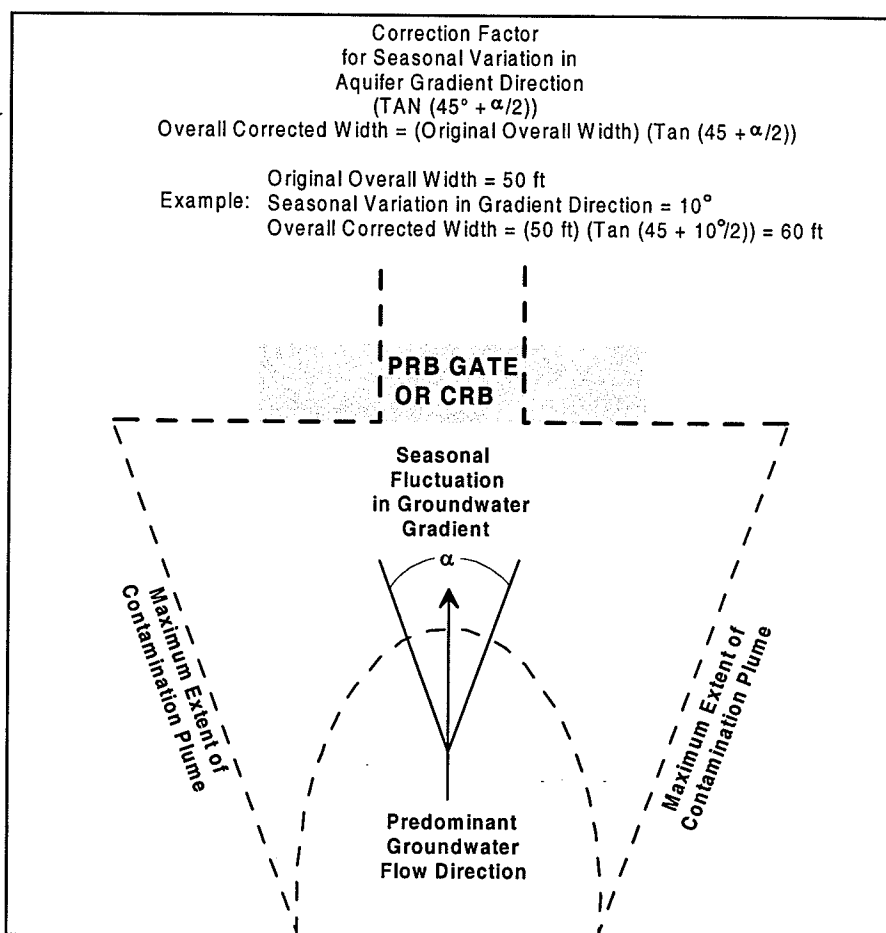 Correction Factor
for Seasonal Variation in
Aquifer Gradient Direction
(TAN (45° + α/2))
Overall Corrected Width = (Original Overall Width) (Tan (45 + α/2))
Original Overall Width = 50 ft
Example: Seasonal Variation in Gradient Direction = 10°
Overall Corrected Width = (50 ft) (Tan (45 + 10°/2)) = 60 ft
PRB GATE
OR CRB
Seasonal
Fluctuation
in Groundwater
Gradient
α
Maximum Extent of
Contamination Plume
Maximum Extent of
Contamination Plume
Predominant
Groundwater
Flow Direction